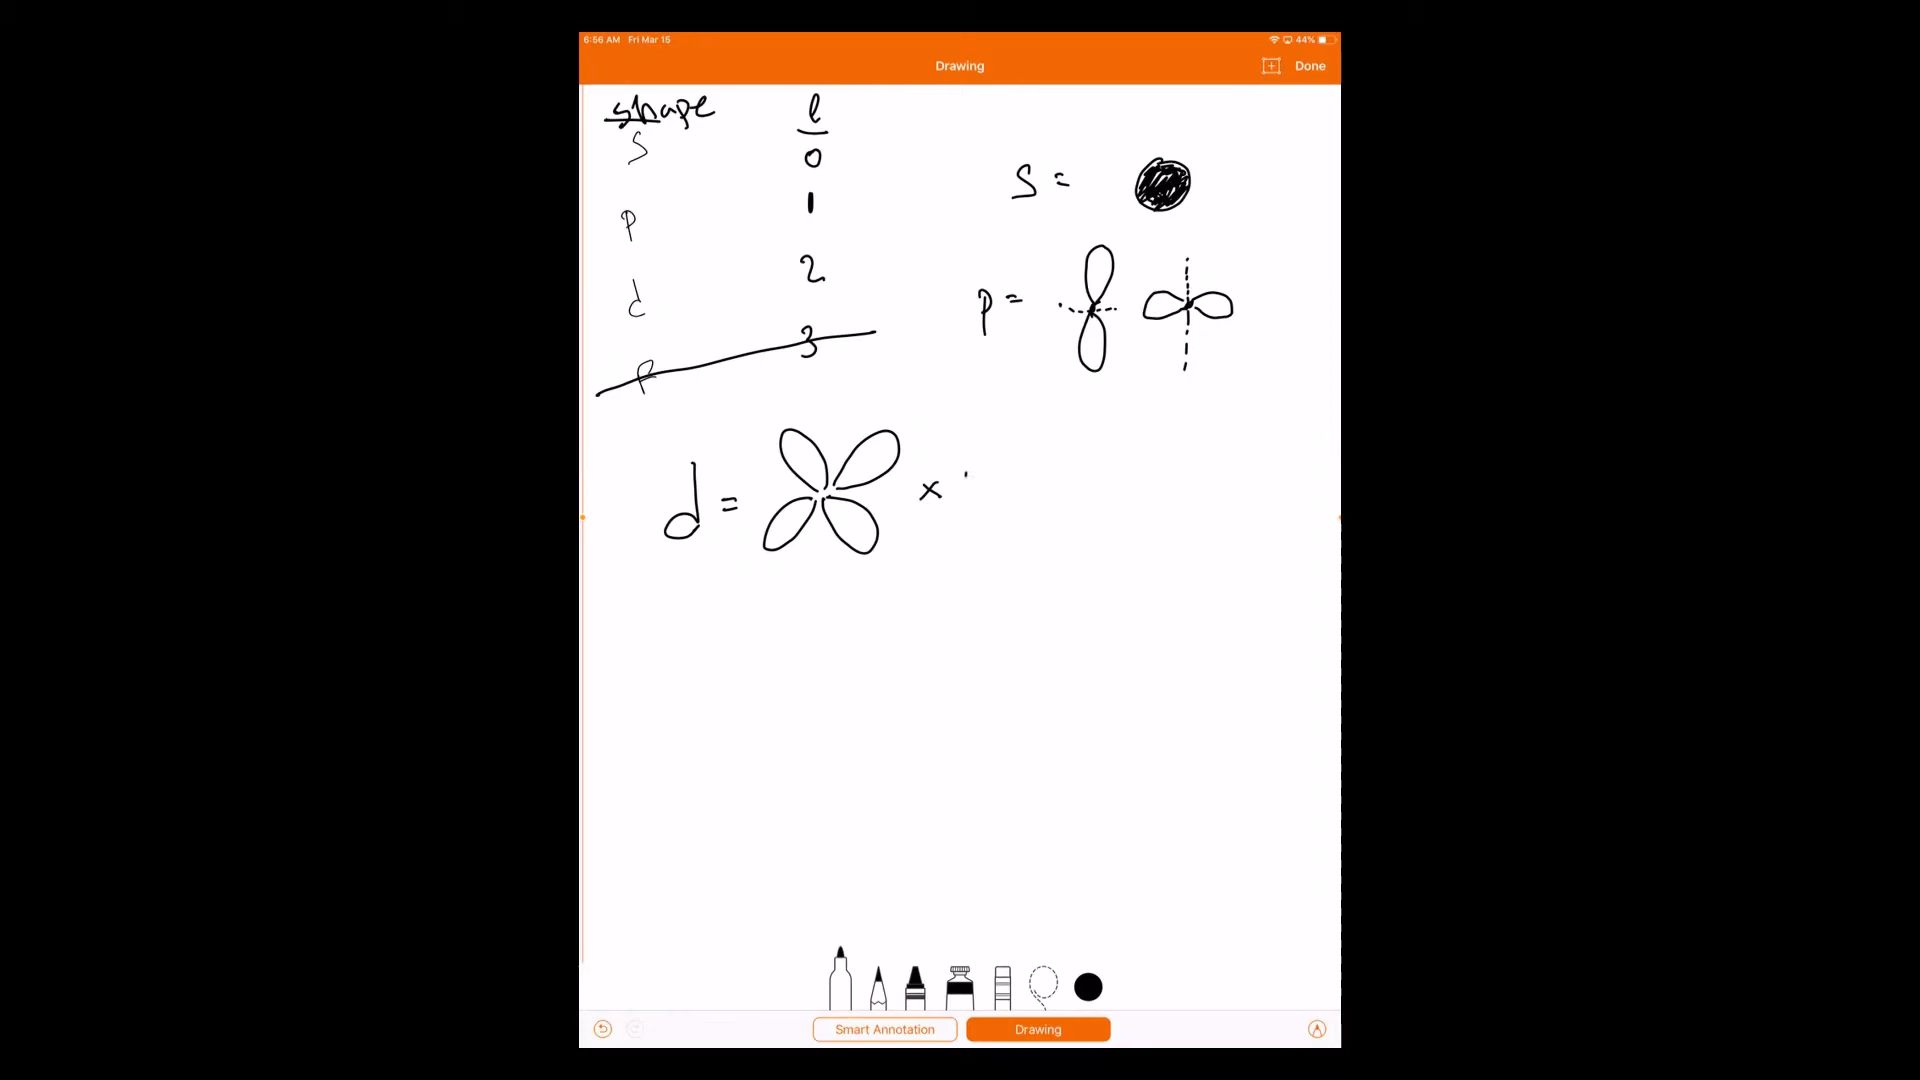 6:56 AM Fri Mar 15 44%
Drawing Done
shape l
s 0
p 1
d 2
f 3
s =
p =
d = x
Smart Annotation Drawing